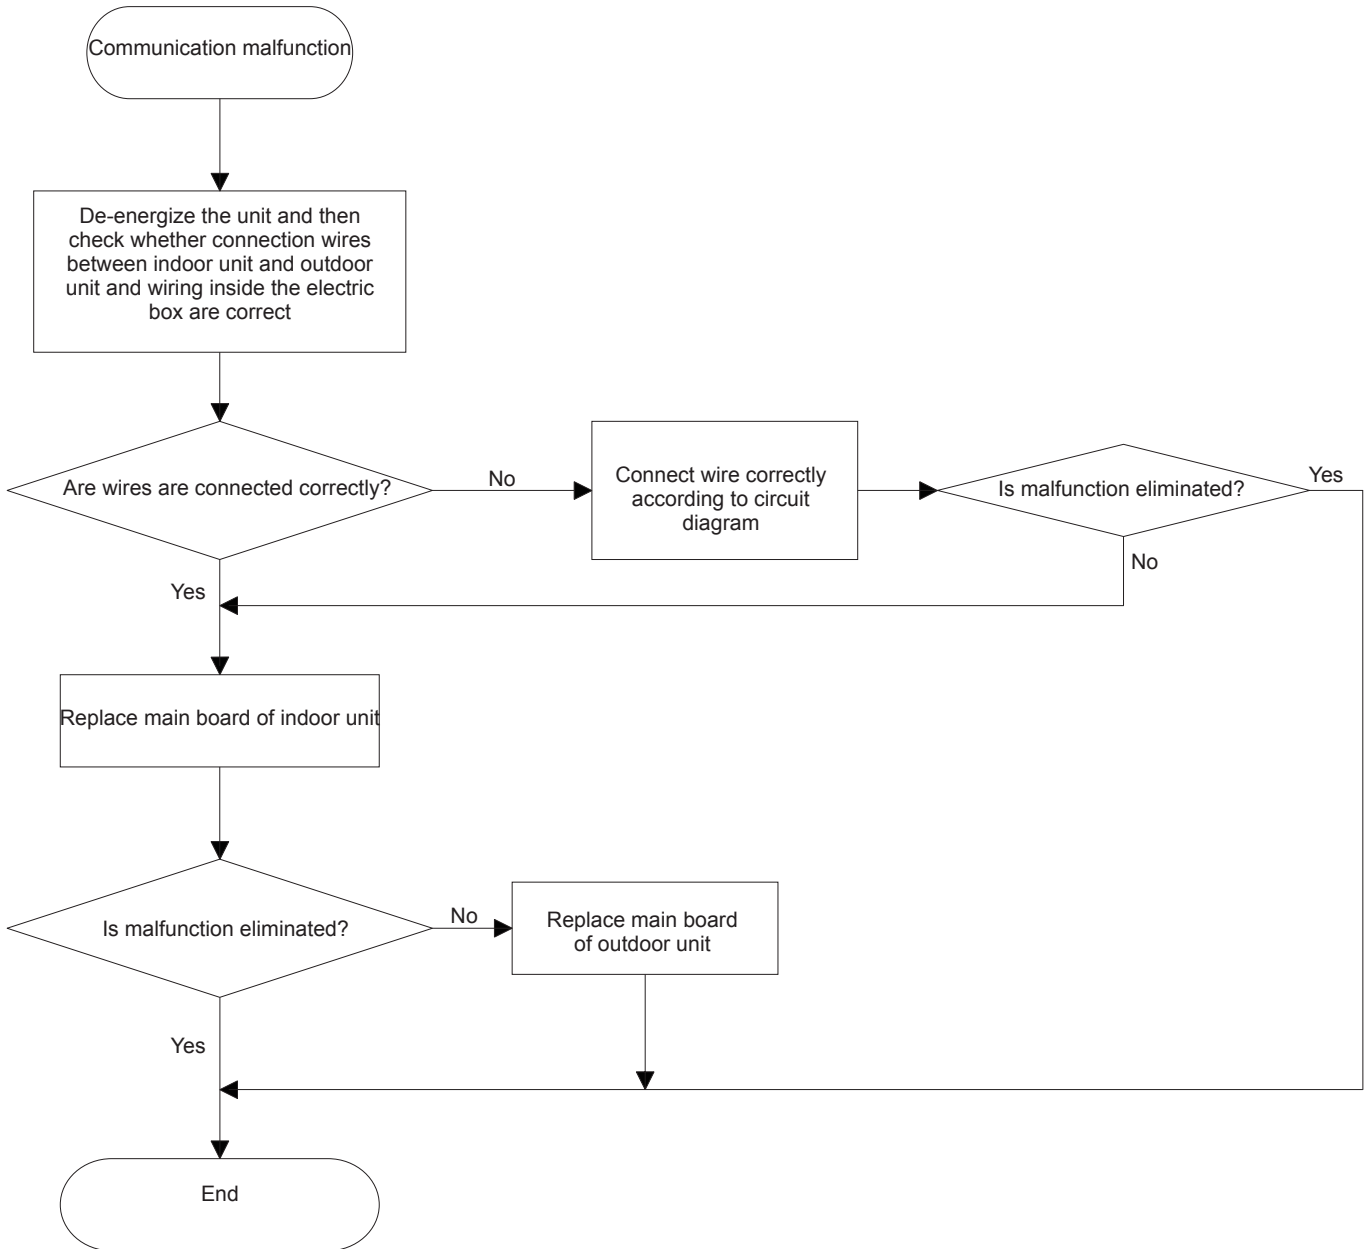 Communication malfunction
De-energize the unit and then
check whether connection wires
between indoor unit and outdoor
unit and wiring inside the electric
box are correct
Are wires are connected correctly?
No
Connect wire correctly
according to circuit
diagram
Is malfunction eliminated?
Yes
No
Yes
Replace main board of indoor unit
Is malfunction eliminated?
No
Replace main board
of outdoor unit
Yes
End